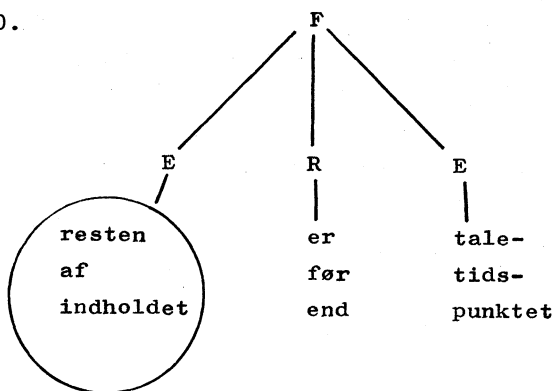 0.
F
E R E
resten er tale-
af før tids-
indholdet end punktet